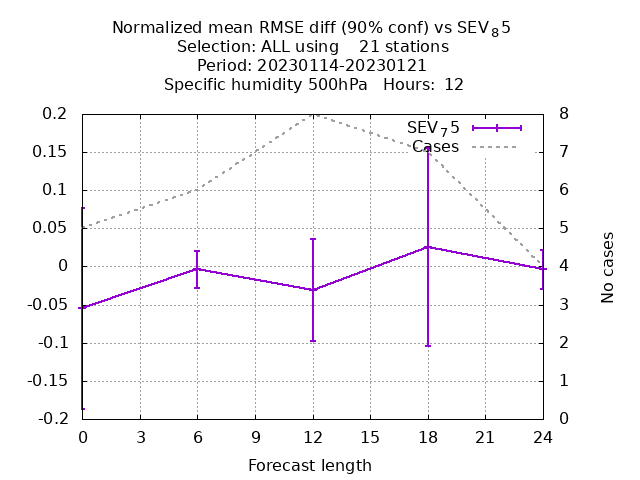 Normalized mean RMSE diff (90% conf) vs SEV₈5
Selection: ALL using 21 stations
Period: 20230114-20230121
Specific humidity 500hPa Hours: 12
SEV₇5
Cases
0.2
0.15
0.1
0.05
0
-0.05
-0.1
-0.15
-0.2
8
7
6
5
4
3
2
1
0
No cases
0 3 6 9 12 15 18 21 24
Forecast length